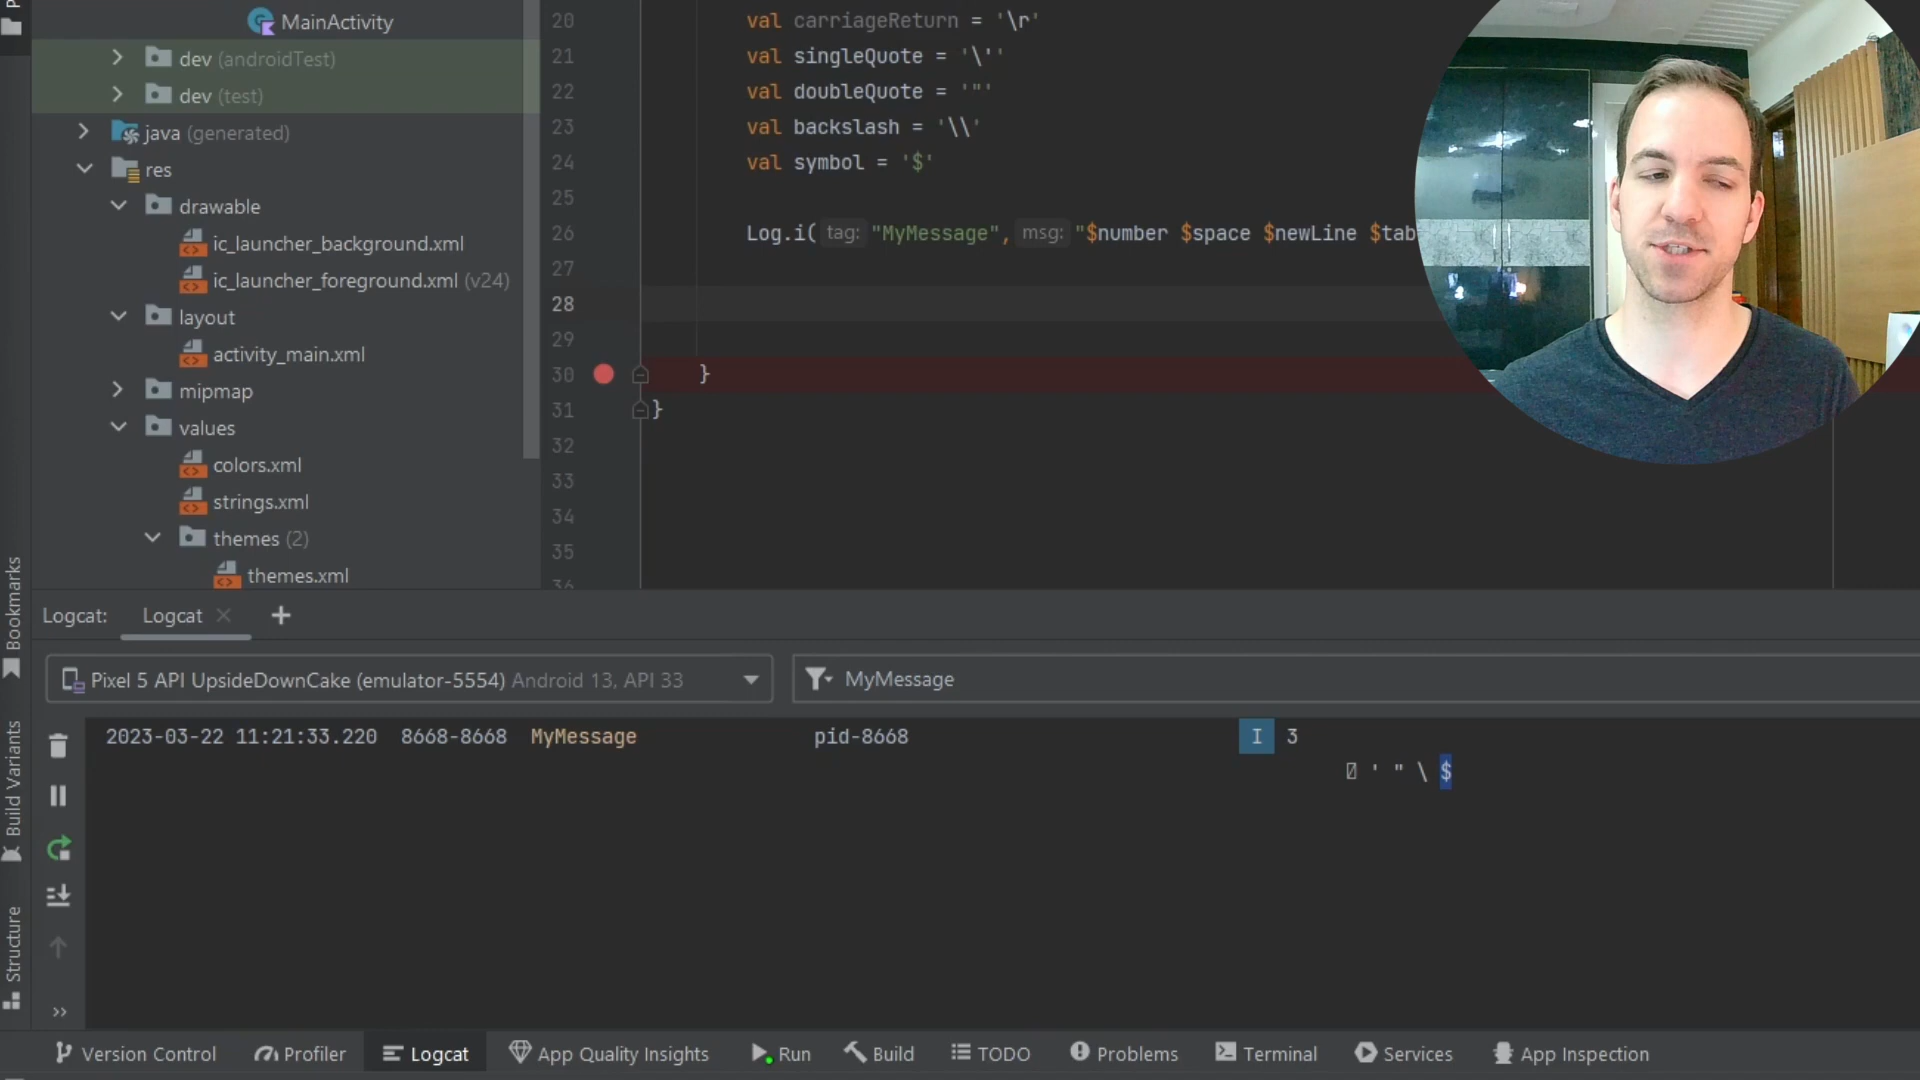 MainActivity
dev (androidTest)
dev (test)
java (generated)
res
drawable
ic_launcher_background.xml
ic_launcher_foreground.xml (v24)
layout
activity_main.xml
mipmap
values
colors.xml
strings.xml
themes (2)
themes.xml
20 val carriageReturn = '\r'
21 val singleQuote = '\''
22 val doubleQuote = '"'
23 val backslash = '\\'
24 val symbol = '$'
25
26 Log.i( tag: "MyMessage", msg: "$number $space $newLine $tab
27
28
29
30 }
31 }
32
33
34
35
36
Bookmarks
Build Variants
Structure
Logcat: Logcat
Pixel 5 API UpsideDownCake (emulator-5554) Android 13, API 33
MyMessage
2023-03-22 11:21:33.220 8668-8668 MyMessage pid-8668 I 3
' " \ $
Version Control Profiler Logcat App Quality Insights Run Build TODO Problems Terminal Services App Inspection